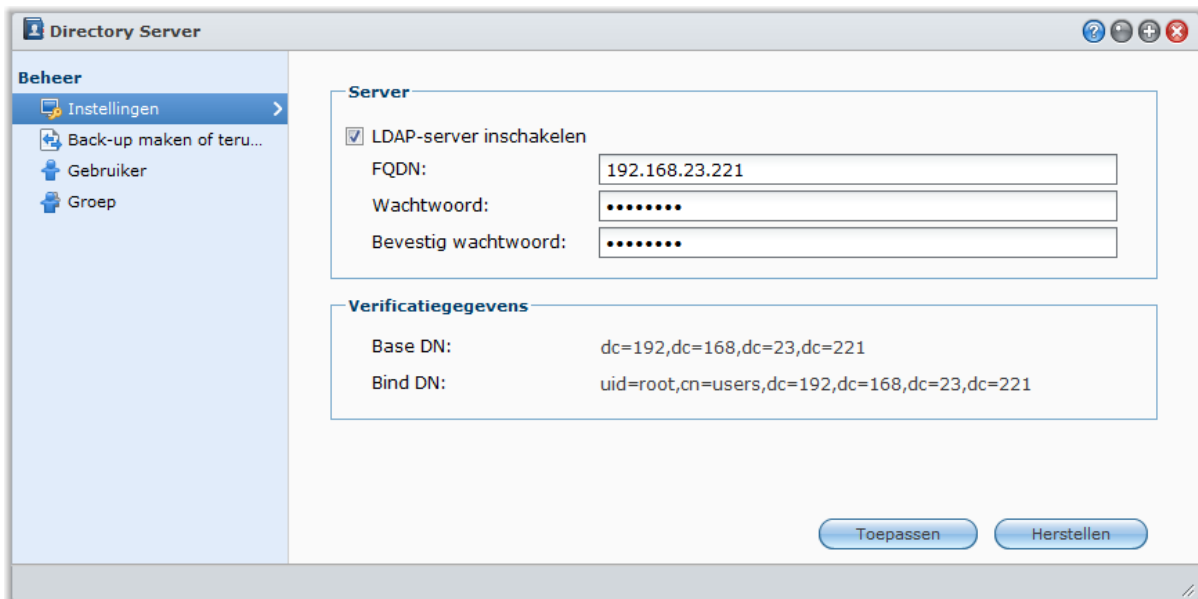 Directory Server
Beheer
Instellingen
Back-up maken of teru...
Gebruiker
Groep
Server
LDAP-server inschakelen
FQDN: 192.168.23.221
Wachtwoord: ••••••••
Bevestig wachtwoord: ••••••••
Verificatiegegevens
Base DN: dc=192,dc=168,dc=23,dc=221
Bind DN: uid=root,cn=users,dc=192,dc=168,dc=23,dc=221
Toepassen Herstellen